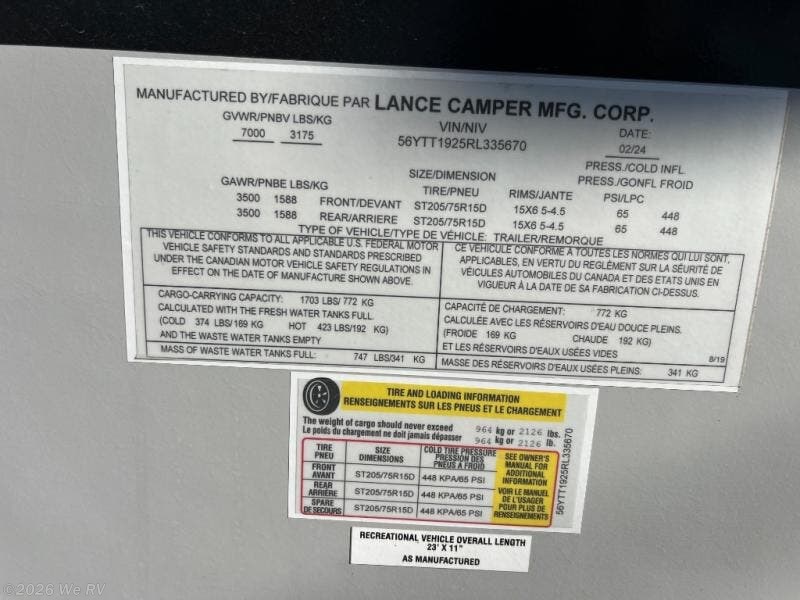 MANUFACTURED BY/FABRIQUE PAR LANCE CAMPER MFG. CORP.
GVWR/PNBV LBS/KG VIN/NIV DATE:
7000 3175 56YTT1925RL335670 02/24
SIZE/DIMENSION PRESS./COLD INFL
GAWR/PNBE LBS/KG TIRE/PNEU RIMS/JANTE PRESS./GONFL FROID
PSI/LPC
3500 1588 FRONT/DEVANT ST205/75R15D 15X6 5-4.5 65 448
3500 1588 REAR/ARRIERE ST205/75R15D 15X6 5-4.5 65 448
TYPE OF VEHICLE/TYPE DE VÉHICLE: TRAILER/REMORQUE
THIS VEHICLE CONFORMS TO ALL APPLICABLE U.S. FEDERAL MOTOR
VEHICLE SAFETY STANDARDS AND STANDARDS PRESCRIBED
UNDER THE CANADIAN MOTOR VEHICLE SAFETY REGULATIONS IN
EFFECT ON THE DATE OF MANUFACTURE SHOWN ABOVE.
CE VÉHICULE CONFORME À TOUTES LES NORMES QUI LUI SONT,
APPLICABLES, EN VERTU DU REGLÉMENT SUR LA SÉCURITÉ DE
VÉICULES AUTOMOBILES DU CANADA ET DES ETATS UNIS EN
VIGUEUR À LA DATE DE SA FABRICATION CI-DESSUS.
CARGO-CARRYING CAPACITY: 1703 LBS/ 772 KG
CALCULATED WITH THE FRESH WATER TANKS FULL.
(COLD 374 LBS/169 KG HOT 423 LBS/192 KG)
AND THE WASTE WATER TANKS EMPTY
MASS OF WASTE WATER TANKS FULL: 747 LBS/341 KG
CAPACITÉ DE CHARGEMENT: 772 KG
CALCULÉE AVEC LES RÉSERVOIRS D'EAU DOUCE PLEINS.
(FROIDE 169 KG CHAUDE 192 KG)
ET LES RÉSERVOIRS D'EAUX USÉES VIDES 8/19
MASSE DES RÉSERVOIRS D'EAUX USÉES PLEINS: 341 KG
TIRE AND LOADING INFORMATION
RENSEIGNEMENTS SUR LES PNEUS ET LE CHARGEMENT
The weight of cargo should never exceed 964 kg or 2126 lbs.
Le poids du chargement ne doit jamais dépasser 964 kg or 2126 lb.
TIRE SIZE COLD TIRE PRESSURE
PNEU DIMENSIONS PRESSION DES
PNEUS A FROID
FRONT
AVANT ST205/75R15D 448 KPA/65 PSI
REAR
ARRIÈRE ST205/75R15D 448 KPA/65 PSI
SPARE
DE SECOURS ST205/75R15D 448 KPA/65 PSI
SEE OWNER'S
MANUAL FOR
ADDITIONAL
INFORMATION
VOIR LE MANUEL
DE L'USAGER
POUR PLUS DE
RENSEIGNEMENTS
56YTT1925RL335670
RECREATIONAL VEHICLE OVERALL LENGTH
23' X 11"
AS MANUFACTURED
©2026 We RV